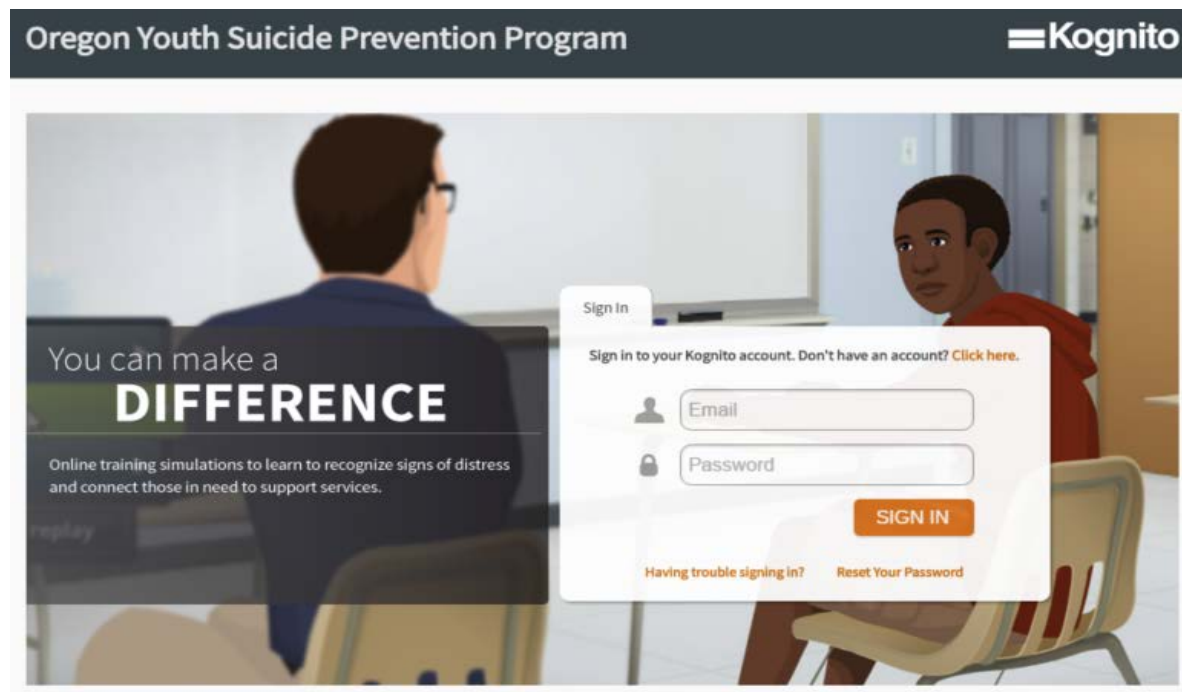 Oregon Youth Suicide Prevention Program
Kognito
You can make a
DIFFERENCE
Online training simulations to learn to recognize signs of distress
and connect those in need to support services.
replay
Sign In
Sign in to your Kognito account. Don't have an account? Click here.
Email
Password
SIGN IN
Having trouble signing in? Reset Your Password